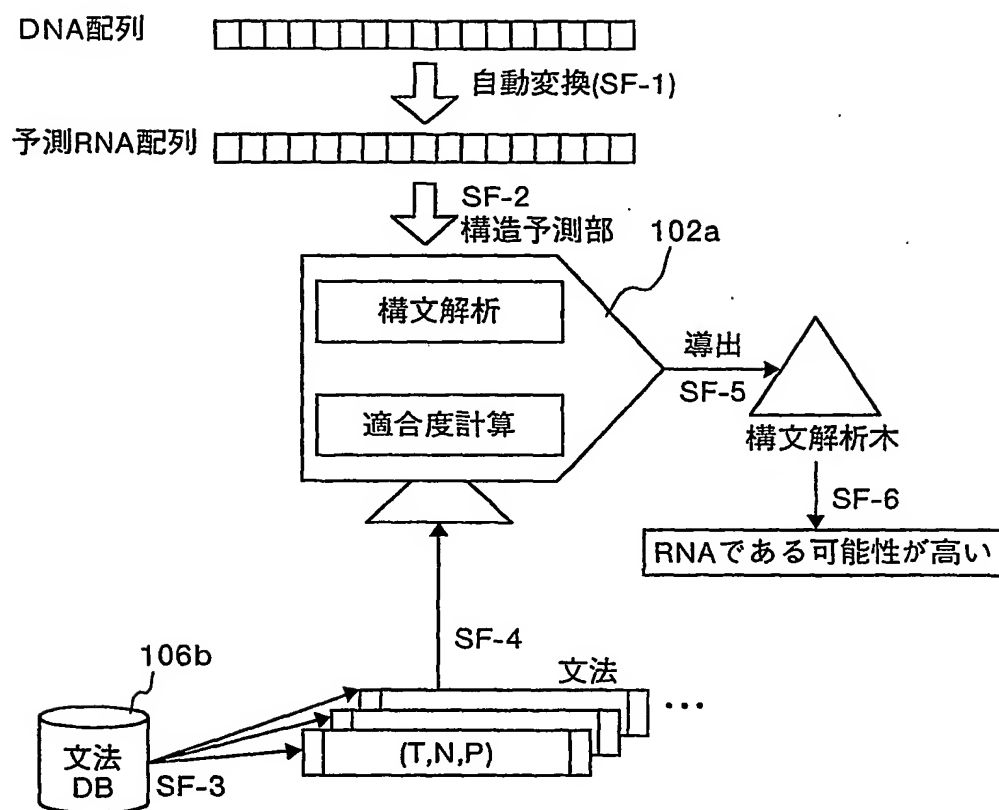 DNA配列
自動変換(SF-1)
予測RNA配列
SF-2
構造予測部
102a
構文解析
適合度計算
導出
SF-5
構文解析木
SF-6
RNAである可能性が高い
SF-4
106b
文法
...
(T,N,P)
文法
DB
SF-3